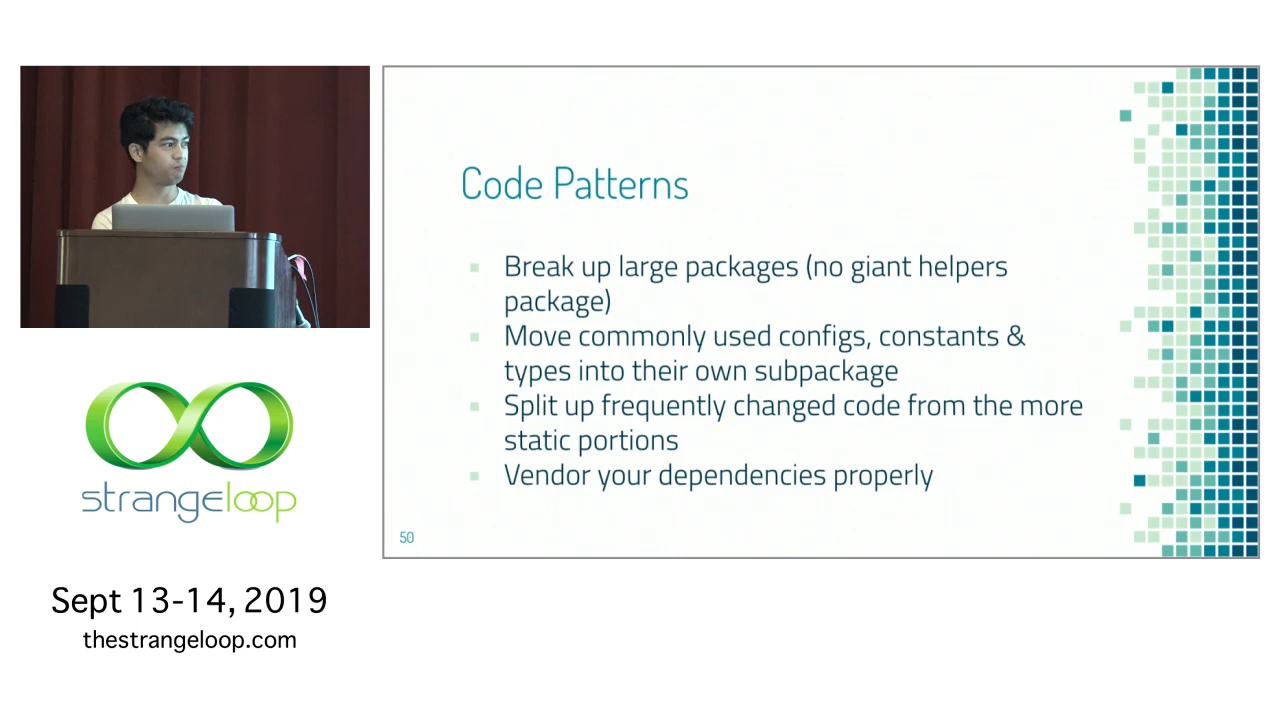 Code Patterns
Break up large packages (no giant helpers
package)
Move commonly used configs, constants &
types into their own subpackage
Split up frequently changed code from the more
static portions
Vendor your dependencies properly
50
strangeloop
Sept 13-14, 2019
thestrangeloop.com